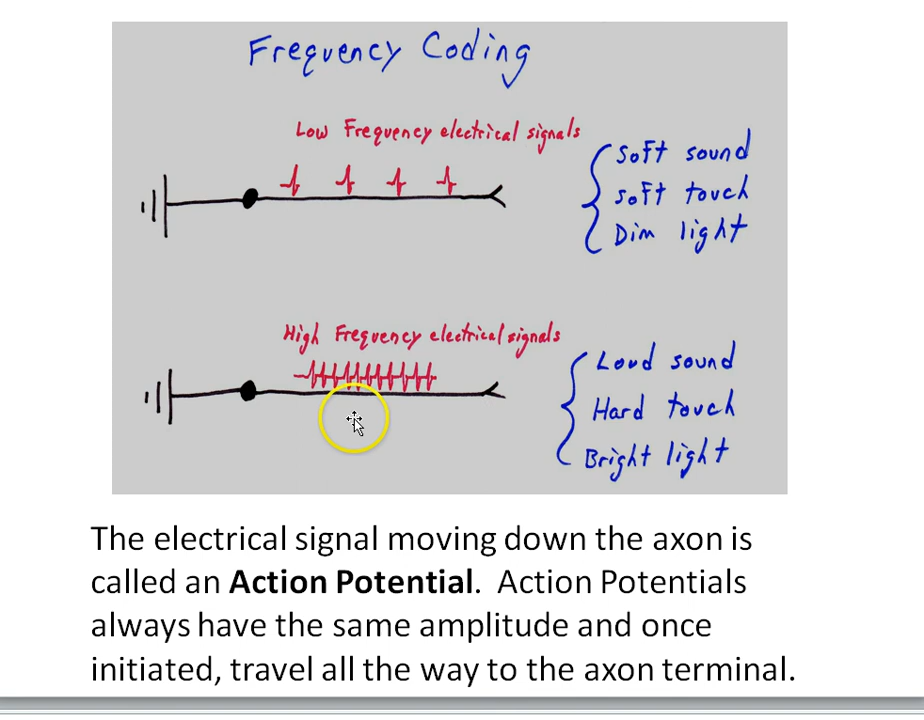 Frequency Coding
Low Frequency electrical signals
Soft sound
Soft touch
Dim light
High Frequency electrical signals
Loud sound
Hard touch
Bright light
The electrical signal moving down the axon is
called an Action Potential. Action Potentials
always have the same amplitude and once
initiated, travel all the way to the axon terminal.